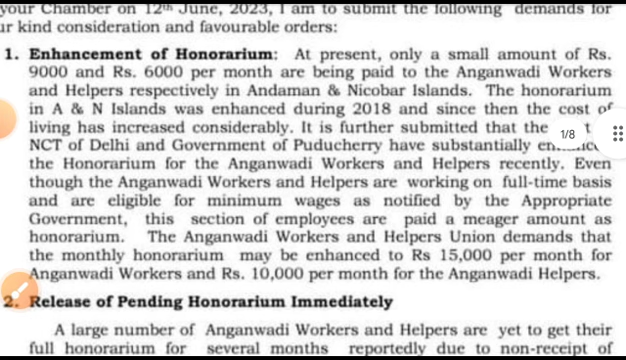 your Chamber on 12th June, 2023, I am to submit the following demands for
ur kind consideration and favourable orders:
1. Enhancement of Honorarium: At present, only a small amount of Rs.
9000 and Rs. 6000 per month are being paid to the Anganwadi Workers
and Helpers respectively in Andaman & Nicobar Islands. The honorarium
in A & N Islands was enhanced during 2018 and since then the cost of
living has increased considerably. It is further submitted that the
1/8
NCT of Delhi and Government of Puducherry have substantially
the Honorarium for the Anganwadi Workers and Helpers recently. Even
though the Anganwadi Workers and Helpers are working on full-time basis
and are eligible for minimum wages as notified by the Appropriate
Government, this section of employees are paid a meager amount as
honorarium. The Anganwadi Workers and Helpers Union demands that
the monthly honorarium may be enhanced to Rs 15,000 per month for
Anganwadi Workers and Rs. 10,000 per month for the Anganwadi Helpers.
2. Release of Pending Honorarium Immediately
A large number of Anganwadi Workers and Helpers are yet to get their
full honorarium for several months reportedly due to non-receipt of